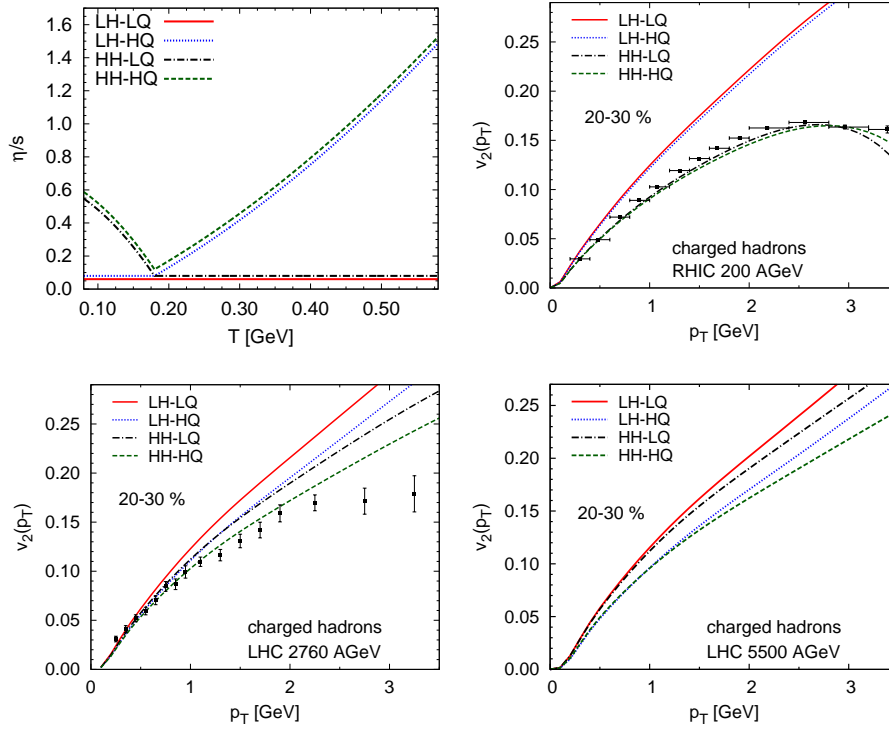 LH-LQ
LH-HQ
HH-LQ
HH-HQ
η/s
1.6
1.4
1.2
1.0
0.8
0.6
0.4
0.2
0.0
0.10 0.20 0.30 0.40 0.50
T [GeV]
LH-LQ
LH-HQ
HH-LQ
HH-HQ
20-30 %
v2(pT)
0.25
0.20
0.15
0.10
0.05
0.00
charged hadrons
RHIC 200 AGeV
0 1 2 3
pT [GeV]
LH-LQ
LH-HQ
HH-LQ
HH-HQ
20-30 %
v2(pT)
0.25
0.20
0.15
0.10
0.05
0.00
charged hadrons
LHC 2760 AGeV
0 1 2 3
pT [GeV]
LH-LQ
LH-HQ
HH-LQ
HH-HQ
20-30 %
v2(pT)
0.25
0.20
0.15
0.10
0.05
0.00
charged hadrons
LHC 5500 AGeV
0 1 2 3
pT [GeV]